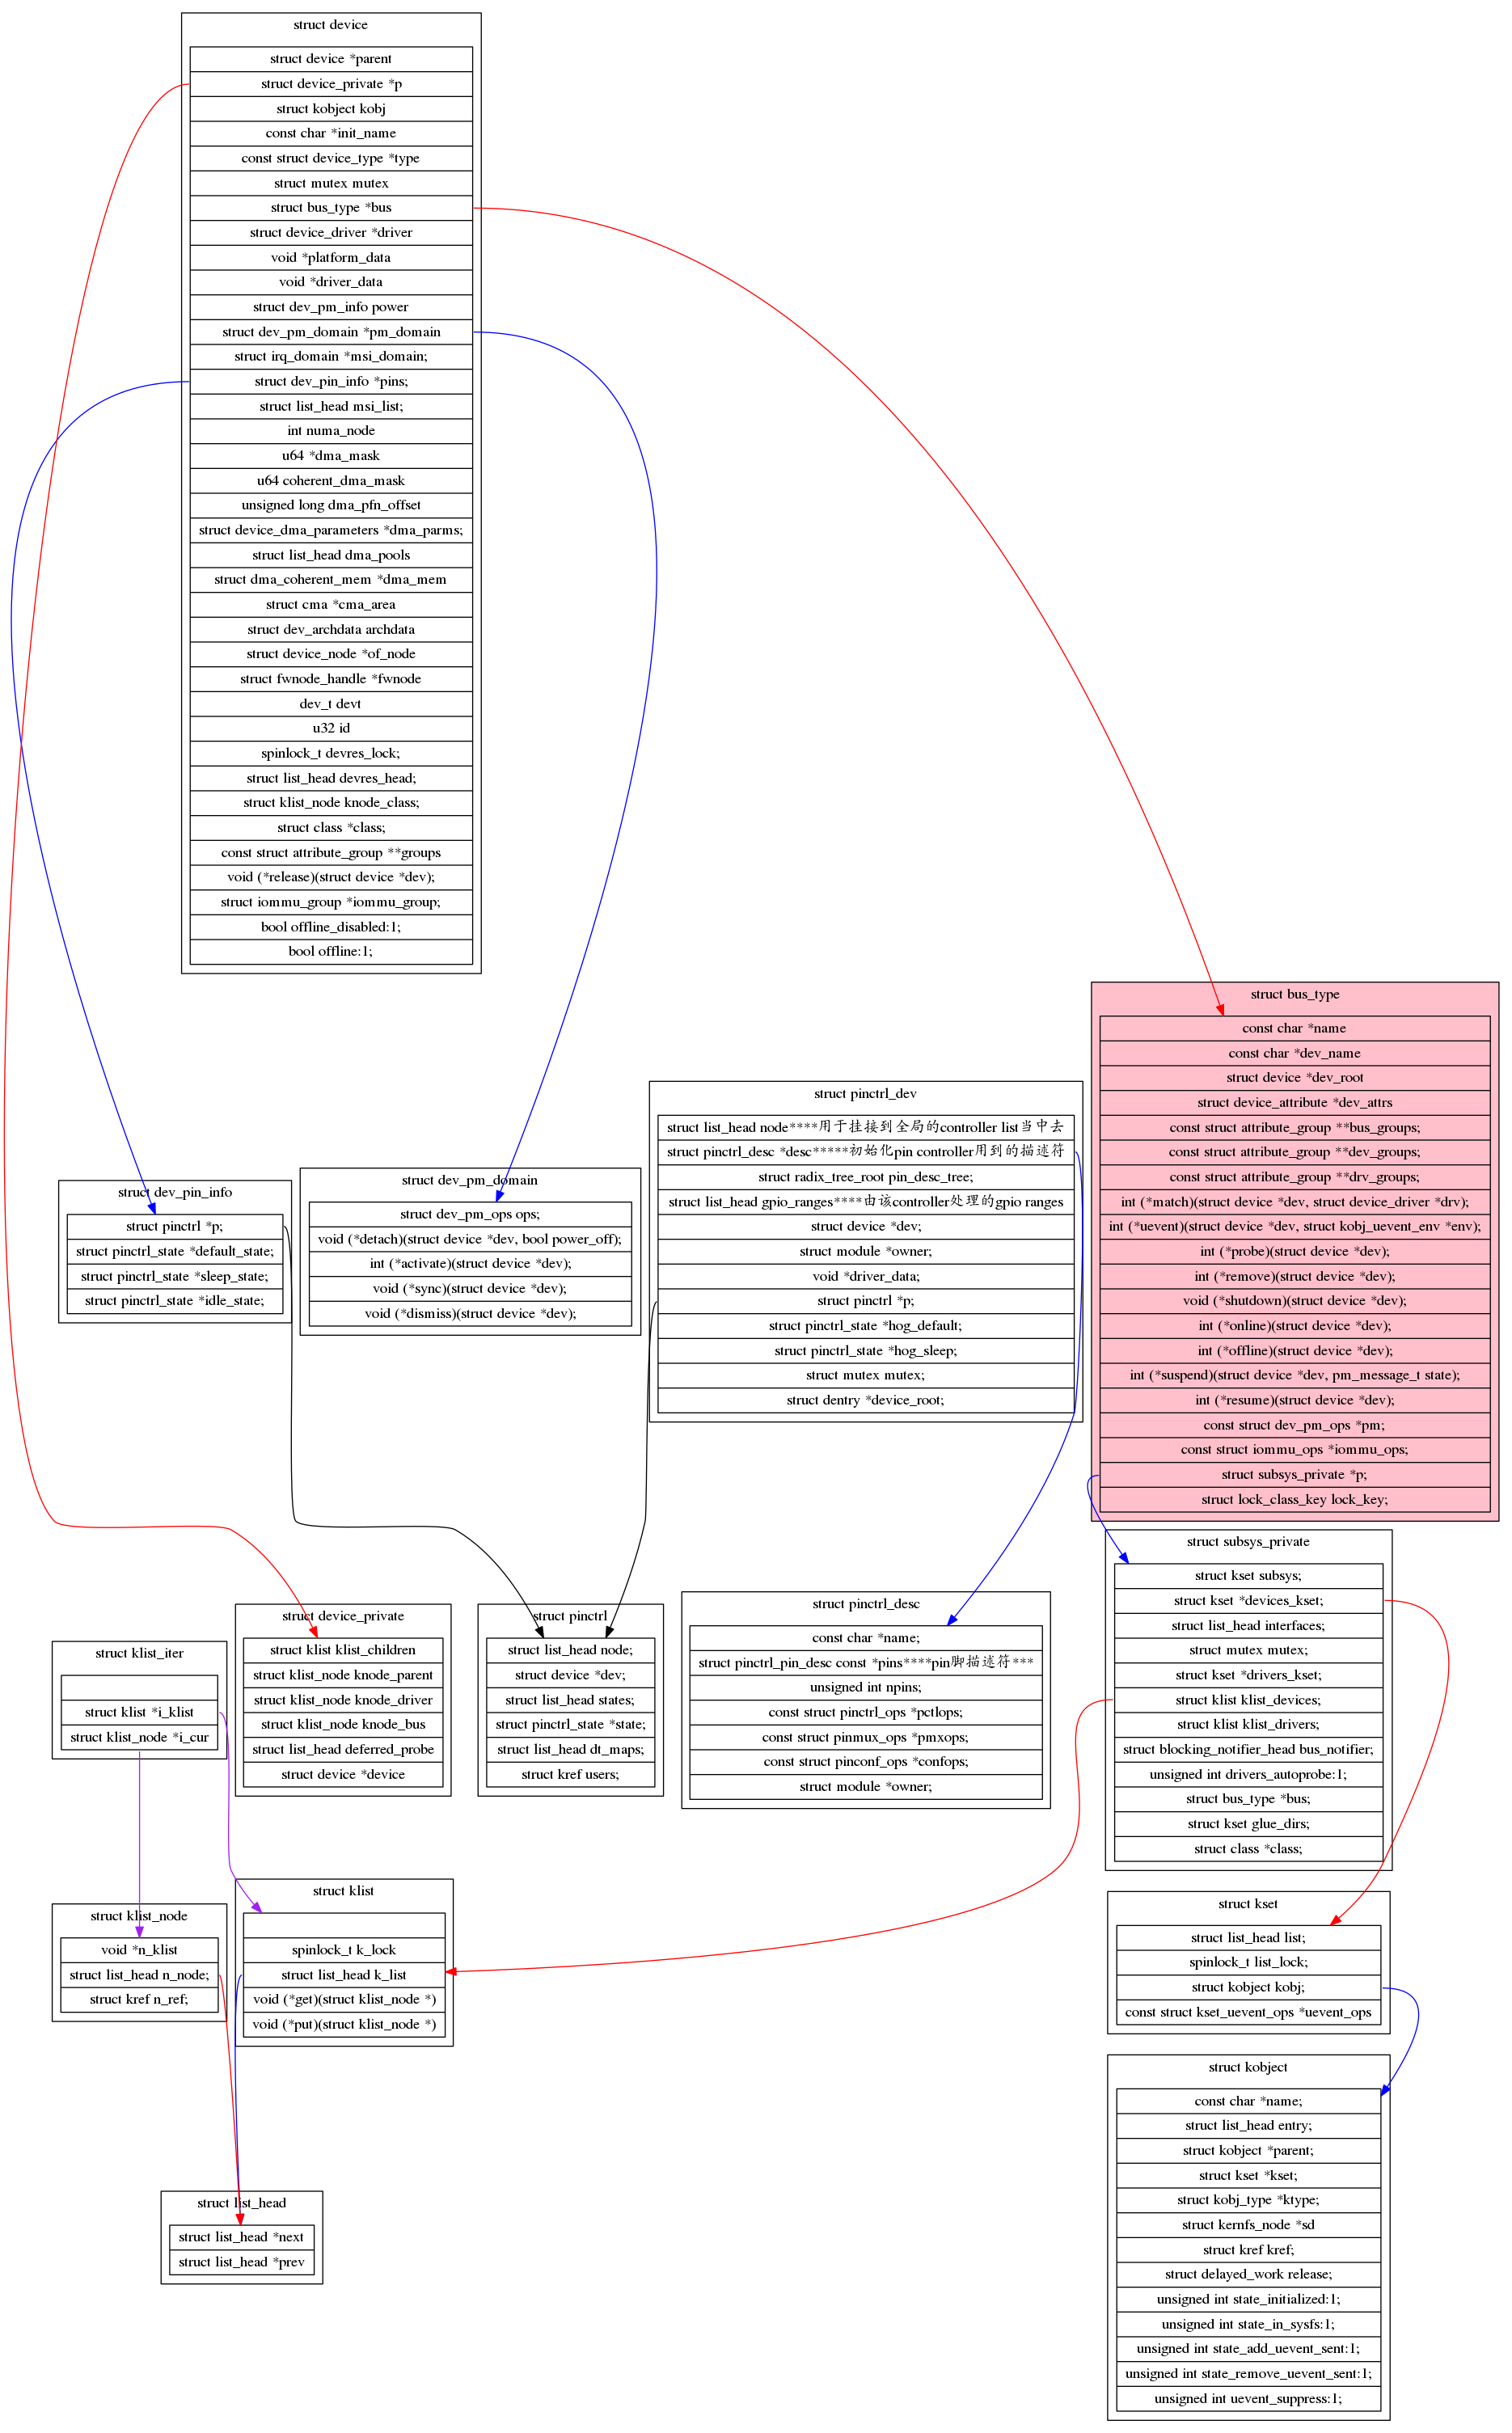 struct device
struct device *parent
struct device_private *p
struct kobject kobj
const char *init_name
const struct device_type *type
struct mutex mutex
struct bus_type *bus
struct device_driver *driver
void *platform_data
void *driver_data
struct dev_pm_info power
struct dev_pm_domain *pm_domain
struct irq_domain *msi_domain;
struct dev_pin_info *pins;
struct list_head msi_list;
int numa_node
u64 *dma_mask
u64 coherent_dma_mask
unsigned long dma_pfn_offset
struct device_dma_parameters *dma_parms;
struct list_head dma_pools
struct dma_coherent_mem *dma_mem
struct cma *cma_area
struct dev_archdata archdata
struct device_node *of_node
struct fwnode_handle *fwnode
dev_t devt
u32 id
spinlock_t devres_lock;
struct list_head devres_head;
struct klist_node knode_class;
struct class *class;
const struct attribute_group **groups
void (*release)(struct device *dev);
struct iommu_group *iommu_group;
bool offline_disabled:1;
bool offline:1;
struct bus_type
const char *name
const char *dev_name
struct device *dev_root
struct device_attribute *dev_attrs
const struct attribute_group **bus_groups;
const struct attribute_group **dev_groups;
const struct attribute_group **drv_groups;
int (*match)(struct device *dev, struct device_driver *drv);
int (*uevent)(struct device *dev, struct kobj_uevent_env *env);
int (*probe)(struct device *dev);
int (*remove)(struct device *dev);
void (*shutdown)(struct device *dev);
int (*online)(struct device *dev);
int (*offline)(struct device *dev);
int (*suspend)(struct device *dev, pm_message_t state);
int (*resume)(struct device *dev);
const struct dev_pm_ops *pm;
const struct iommu_ops *iommu_ops;
struct subsys_private *p;
struct lock_class_key lock_key;
struct pinctrl_dev
struct list_head node****用于挂接到全局的controller list当中去
struct pinctrl_desc *desc*****初始化pin controller用到的描述符
struct radix_tree_root pin_desc_tree;
struct list_head gpio_ranges****由该controller处理的gpio ranges
struct device *dev;
struct module *owner;
void *driver_data;
struct pinctrl *p;
struct pinctrl_state *hog_default;
struct pinctrl_state *hog_sleep;
struct mutex mutex;
struct dentry *device_root;
struct dev_pm_domain
struct dev_pm_ops ops;
void (*detach)(struct device *dev, bool power_off);
int (*activate)(struct device *dev);
void (*sync)(struct device *dev);
void (*dismiss)(struct device *dev);
struct dev_pin_info
struct pinctrl *p;
struct pinctrl_state *default_state;
struct pinctrl_state *sleep_state;
struct pinctrl_state *idle_state;
struct subsys_private
struct kset subsys;
struct kset *devices_kset;
struct list_head interfaces;
struct mutex mutex;
struct kset *drivers_kset;
struct klist klist_devices;
struct klist klist_drivers;
struct blocking_notifier_head bus_notifier;
unsigned int drivers_autoprobe:1;
struct bus_type *bus;
struct kset glue_dirs;
struct class *class;
struct pinctrl_desc
const char *name;
struct pinctrl_pin_desc const *pins****pin脚描述符***
unsigned int npins;
const struct pinctrl_ops *pctlops;
const struct pinmux_ops *pmxops;
const struct pinconf_ops *confops;
struct module *owner;
struct pinctrl
struct list_head node;
struct device *dev;
struct list_head states;
struct pinctrl_state *state;
struct list_head dt_maps;
struct kref users;
struct device_private
struct klist klist_children
struct klist_node knode_parent
struct klist_node knode_driver
struct klist_node knode_bus
struct list_head deferred_probe
struct device *device
struct klist_iter
struct klist *i_klist
struct klist_node *i_cur
struct klist
spinlock_t k_lock
struct list_head k_list
void (*get)(struct klist_node *)
void (*put)(struct klist_node *)
struct klist_node
void *n_klist
struct list_head n_node;
struct kref n_ref;
struct kset
struct list_head list;
spinlock_t list_lock;
struct kobject kobj;
const struct kset_uevent_ops *uevent_ops
struct kobject
const char *name;
struct list_head entry;
struct kobject *parent;
struct kset *kset;
struct kobj_type *ktype;
struct kernfs_node *sd
struct kref kref;
struct delayed_work release;
unsigned int state_initialized:1;
unsigned int state_in_sysfs:1;
unsigned int state_add_uevent_sent:1;
unsigned int state_remove_uevent_sent:1;
unsigned int uevent_suppress:1;
struct list_head
struct list_head *next
struct list_head *prev